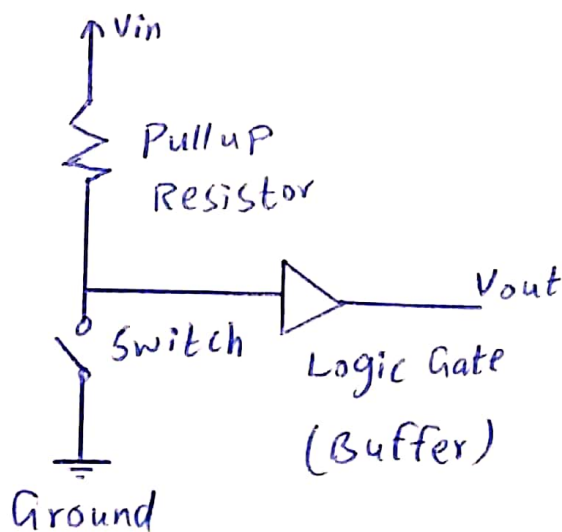 Vin
Pullup
Resistor
Vout
Switch
Logic Gate
(Buffer)
Ground